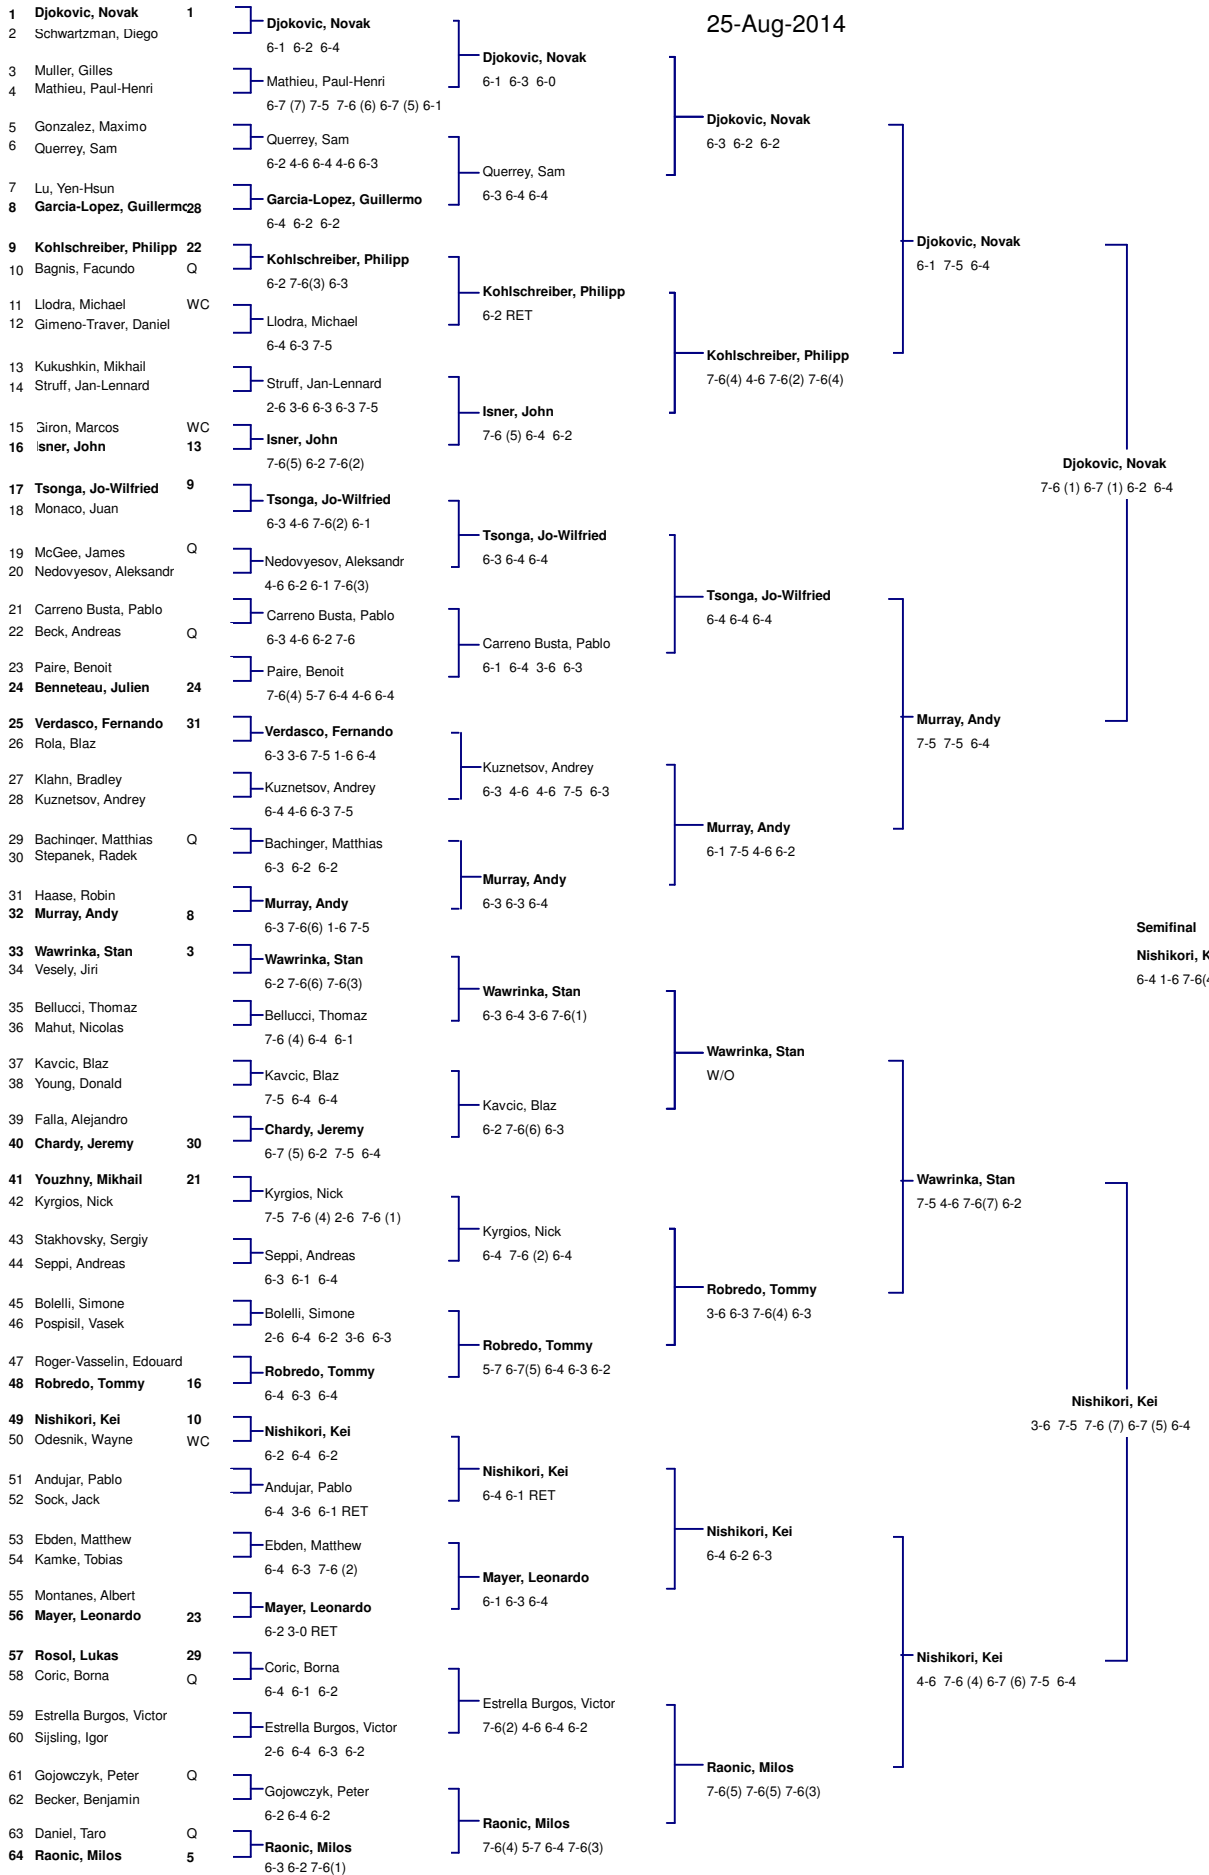 25-Aug-2014
1 Djokovic, Novak 1
2 Schwartzman, Diego
3 Muller, Gilles
4 Mathieu, Paul-Henri
5 Gonzalez, Maximo
6 Querrey, Sam
7 Lu, Yen-Hsun
8 Garcia-Lopez, Guillermo 28
9 Kohlschreiber, Philipp 22
10 Bagnis, Facundo Q
11 Llodra, Michael WC
12 Gimeno-Traver, Daniel
13 Kukushkin, Mikhail
14 Struff, Jan-Lennard
15 Giron, Marcos WC
16 Isner, John 13
17 Tsonga, Jo-Wilfried 9
18 Monaco, Juan
19 McGee, James Q
20 Nedovyesov, Aleksandr
21 Carreno Busta, Pablo
22 Beck, Andreas Q
23 Paire, Benoit
24 Benneteau, Julien 24
25 Verdasco, Fernando 31
26 Rola, Blaz
27 Klahn, Bradley
28 Kuznetsov, Andrey
29 Bachinger, Matthias Q
30 Stepanek, Radek
31 Haase, Robin
32 Murray, Andy 8
33 Wawrinka, Stan 3
34 Vesely, Jiri
35 Bellucci, Thomaz
36 Mahut, Nicolas
37 Kavcic, Blaz
38 Young, Donald
39 Falla, Alejandro
40 Chardy, Jeremy 30
41 Youzhny, Mikhail 21
42 Kyrgios, Nick
43 Stakhovsky, Sergiy
44 Seppi, Andreas
45 Bolelli, Simone
46 Pospisil, Vasek
47 Roger-Vasselin, Edouard
48 Robredo, Tommy 16
49 Nishikori, Kei 10
50 Odesnik, Wayne WC
51 Andujar, Pablo
52 Sock, Jack
53 Ebden, Matthew
54 Kamke, Tobias
55 Montanes, Albert
56 Mayer, Leonardo 23
57 Rosol, Lukas 29
58 Coric, Borna Q
59 Estrella Burgos, Victor
60 Sijsling, Igor
61 Gojowczyk, Peter Q
62 Becker, Benjamin
63 Daniel, Taro Q
64 Raonic, Milos 5
Djokovic, Novak
6-1 6-2 6-4
Mathieu, Paul-Henri
6-7 (7) 7-5 7-6 (6) 6-7 (5) 6-1
Querrey, Sam
6-2 4-6 6-4 4-6 6-3
Garcia-Lopez, Guillermo
6-4 6-2 6-2
Kohlschreiber, Philipp
6-2 7-6(3) 6-3
Llodra, Michael
6-4 6-3 7-5
Struff, Jan-Lennard
2-6 3-6 6-3 6-3 7-5
Isner, John
7-6(5) 6-2 7-6(2)
Tsonga, Jo-Wilfried
6-3 4-6 7-6(2) 6-1
Nedovyesov, Aleksandr
4-6 6-2 6-1 7-6(3)
Carreno Busta, Pablo
6-3 4-6 6-2 7-6
Paire, Benoit
7-6(4) 5-7 6-4 4-6 6-4
Verdasco, Fernando
6-3 3-6 7-5 1-6 6-4
Kuznetsov, Andrey
6-4 4-6 6-3 7-5
Bachinger, Matthias
6-3 6-2 6-2
Murray, Andy
6-3 7-6(6) 1-6 7-5
Wawrinka, Stan
6-2 7-6(6) 7-6(3)
Bellucci, Thomaz
7-6 (4) 6-4 6-1
Kavcic, Blaz
7-5 6-4 6-4
Chardy, Jeremy
6-7 (5) 6-2 7-5 6-4
Kyrgios, Nick
7-5 7-6 (4) 2-6 7-6 (1)
Seppi, Andreas
6-3 6-1 6-4
Bolelli, Simone
2-6 6-4 6-2 3-6 6-3
Robredo, Tommy
6-4 6-3 6-4
Nishikori, Kei
6-2 6-4 6-2
Andujar, Pablo
6-4 3-6 6-1 RET
Ebden, Matthew
6-4 6-3 7-6 (2)
Mayer, Leonardo
6-2 3-0 RET
Coric, Borna
6-4 6-1 6-2
Estrella Burgos, Victor
2-6 6-4 6-3 6-2
Gojowczyk, Peter
6-2 6-4 6-2
Raonic, Milos
6-3 6-2 7-6(1)
Djokovic, Novak
6-1 6-3 6-0
Querrey, Sam
6-3 6-4 6-4
Kohlschreiber, Philipp
6-2 RET
Isner, John
7-6 (5) 6-4 6-2
Tsonga, Jo-Wilfried
6-3 6-4 6-4
Carreno Busta, Pablo
6-1 6-4 3-6 6-3
Kuznetsov, Andrey
6-3 4-6 4-6 7-5 6-3
Murray, Andy
6-3 6-3 6-4
Wawrinka, Stan
6-3 6-4 3-6 7-6(1)
Kavcic, Blaz
6-2 7-6(6) 6-3
Kyrgios, Nick
6-4 7-6 (2) 6-4
Robredo, Tommy
5-7 6-7(5) 6-4 6-3 6-2
Nishikori, Kei
6-4 6-1 RET
Mayer, Leonardo
6-1 6-3 6-4
Estrella Burgos, Victor
7-6(2) 4-6 6-4 6-2
Raonic, Milos
7-6(4) 5-7 6-4 7-6(3)
Djokovic, Novak
6-3 6-2 6-2
Kohlschreiber, Philipp
7-6(4) 4-6 7-6(2) 7-6(4)
Tsonga, Jo-Wilfried
6-4 6-4 6-4
Murray, Andy
6-1 7-5 4-6 6-2
Wawrinka, Stan
W/O
Robredo, Tommy
3-6 6-3 7-6(4) 6-3
Nishikori, Kei
6-4 6-2 6-3
Raonic, Milos
7-6(5) 7-6(5) 7-6(3)
Djokovic, Novak
6-1 7-5 6-4
Murray, Andy
7-5 7-5 6-4
Wawrinka, Stan
7-5 4-6 7-6(7) 6-2
Nishikori, Kei
4-6 7-6 (4) 6-7 (6) 7-5 6-4
Djokovic, Novak
7-6 (1) 6-7 (1) 6-2 6-4
Nishikori, Kei
3-6 7-5 7-6 (7) 6-7 (5) 6-4
Semifinal
Nishikori, K
6-4 1-6 7-6(4